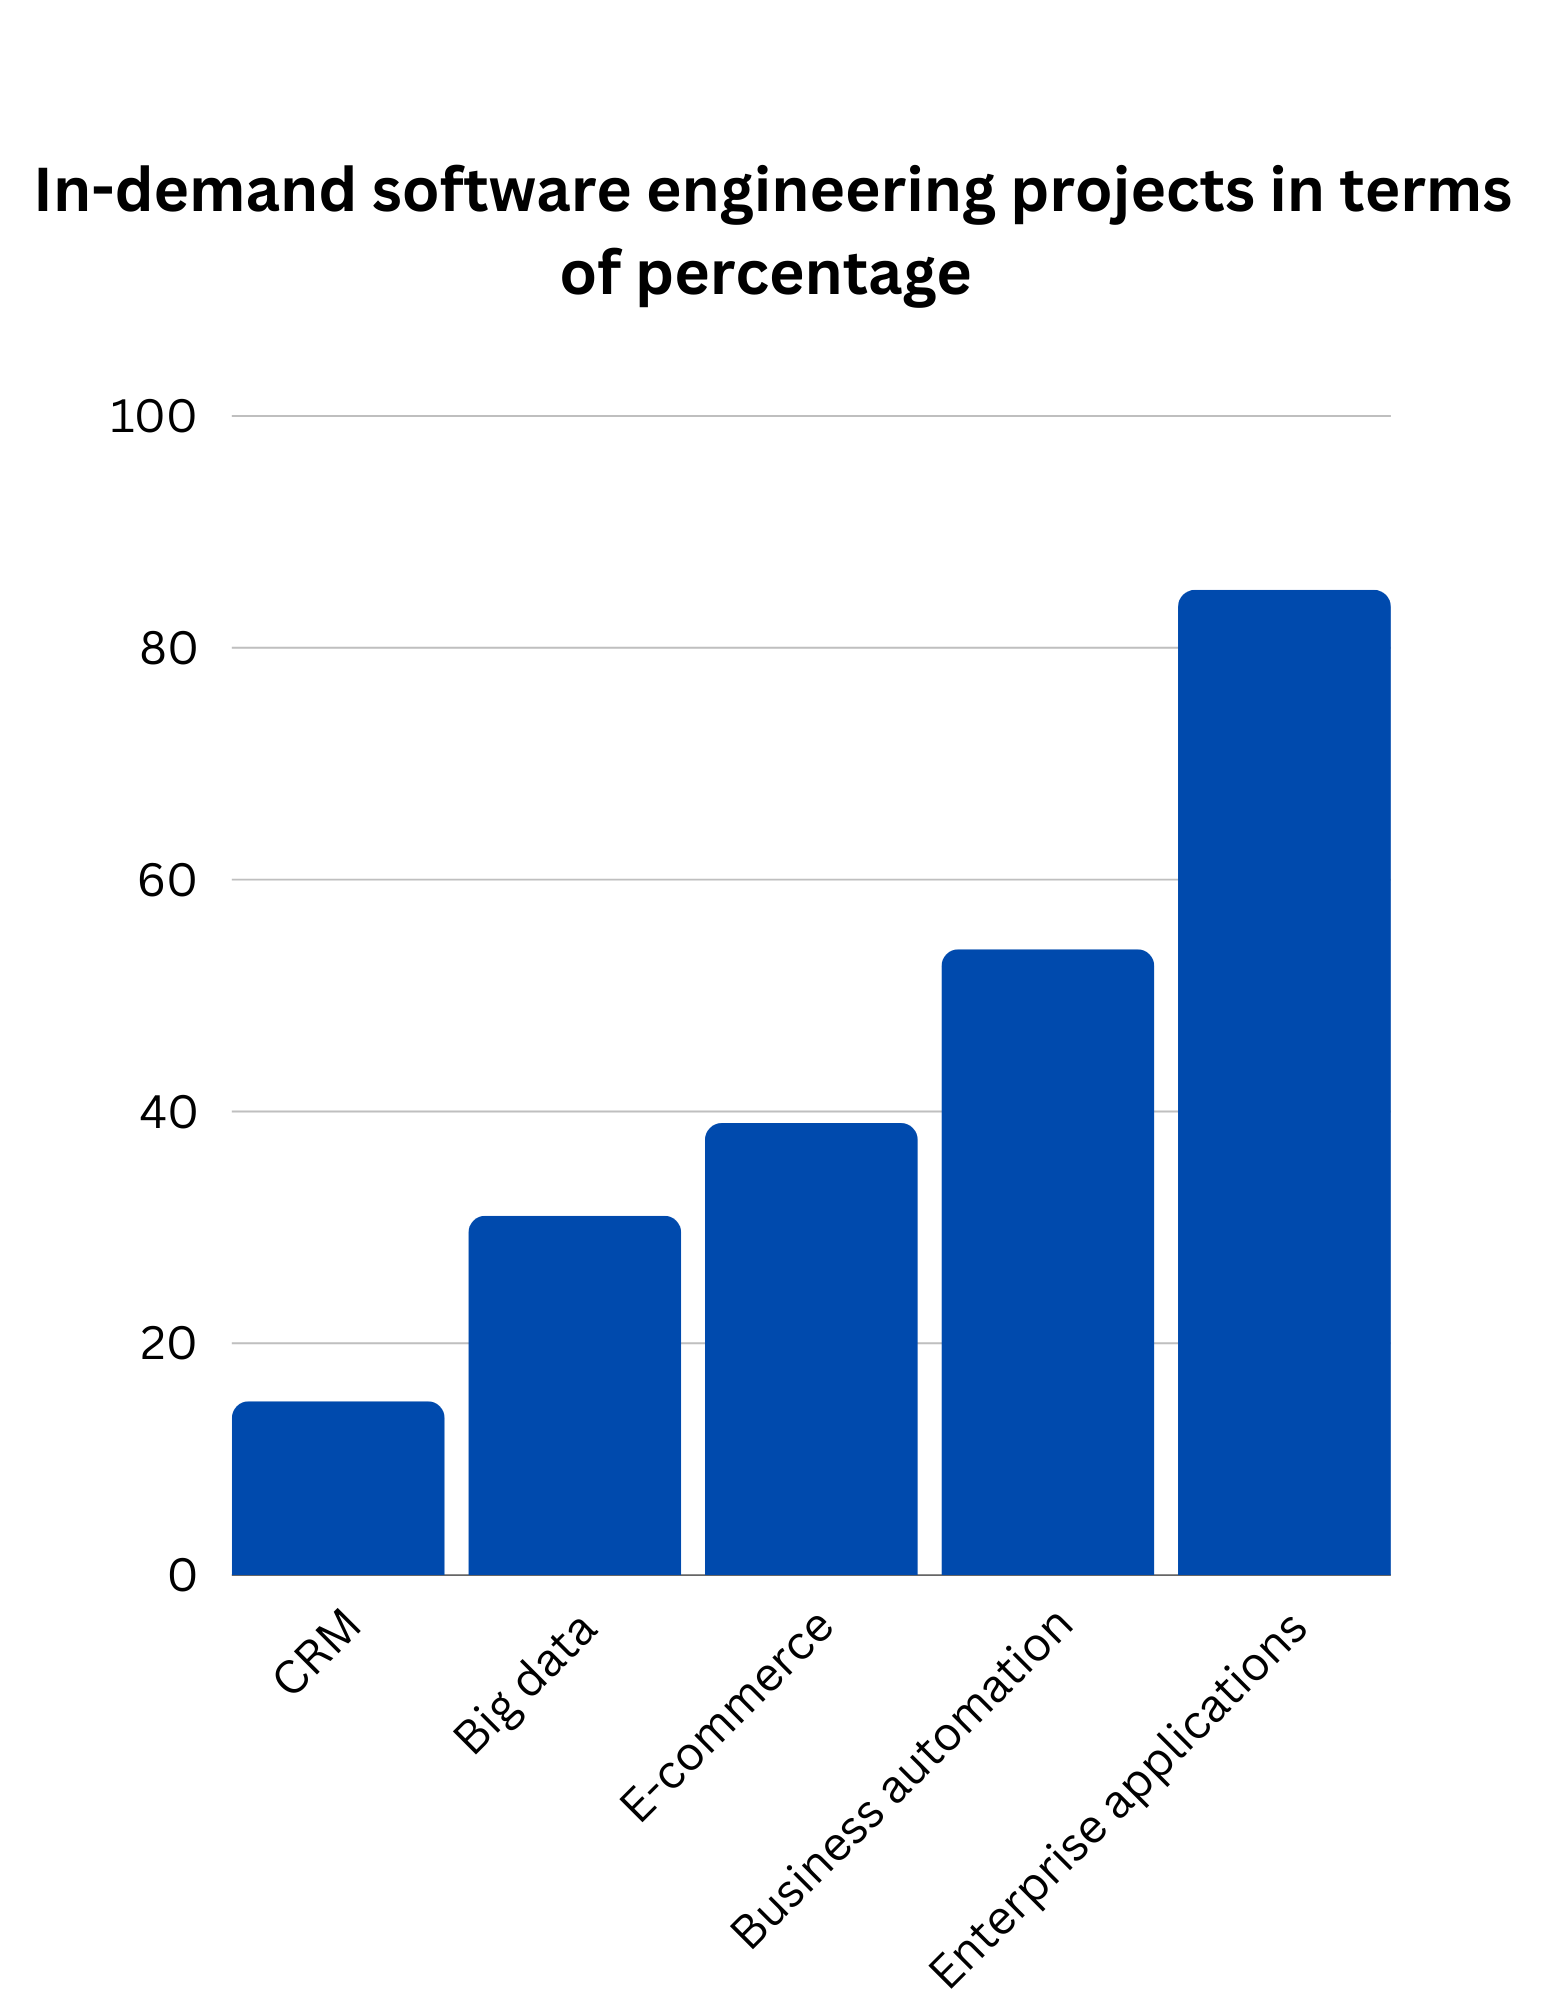 In-demand software engineering projects in terms
of percentage
100
80
60
40
20
0
CRM
Big data
E-commerce
Business automation
Enterprise applications